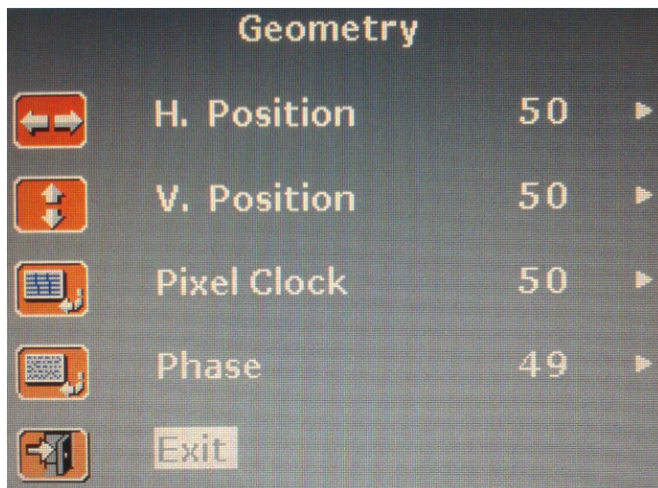 Geometry
H. Position 50
V. Position 50
Pixel Clock 50
Phase 49
Exit